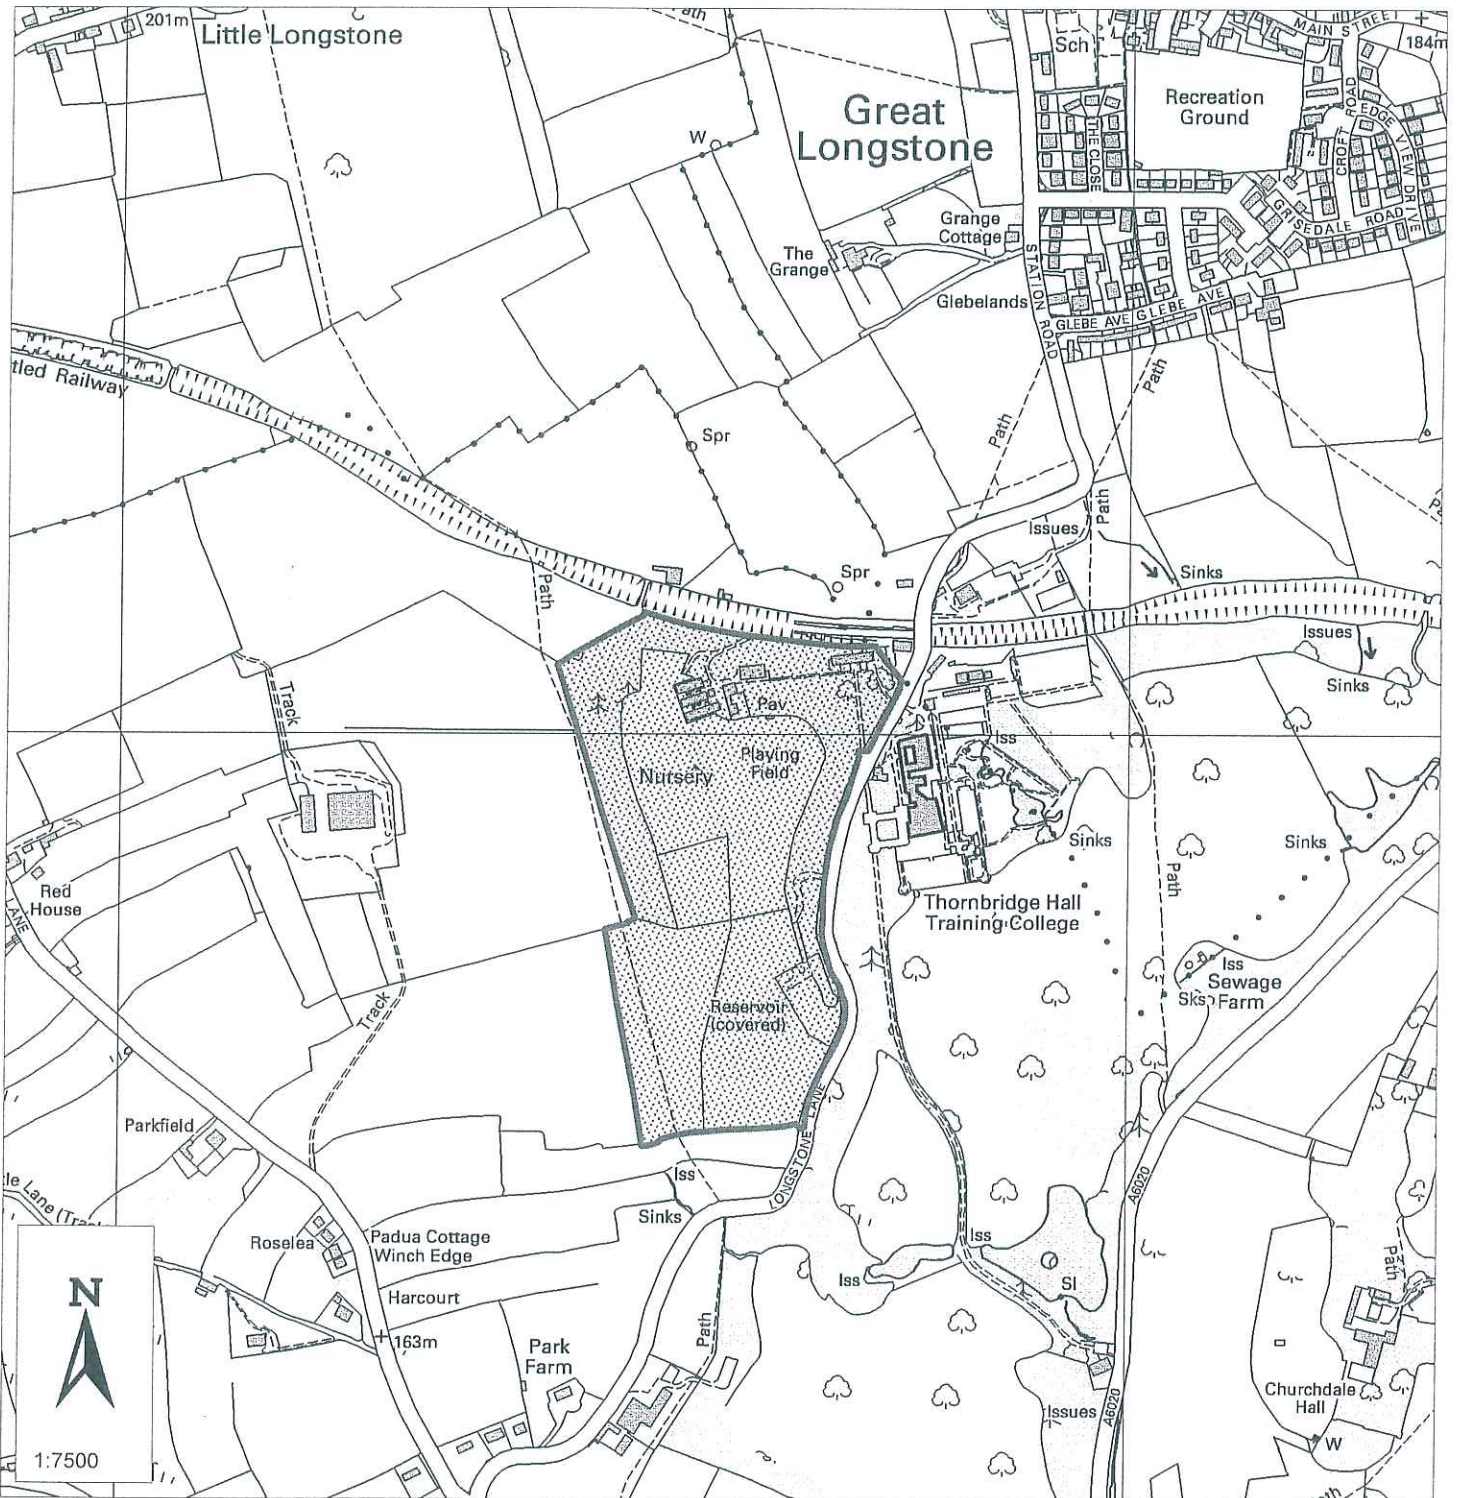 201m
Little Longstone
Path
Sch
MAIN STREET
184m
Great
Longstone
Recreation
Ground
THE CLOSE
CROFT ROAD
EDGE VIEW DRIVE
GRISEDALE ROAD
W
Grange
Cottage
The
Grange
Glebelands
STATION ROAD
GLEBE AVE
GLEBE AVE
tled Railway
Path
Path
Spr
Path
Issues
Spr
Sinks
Path
Issues
Sinks
Track
Pav
Playing
Field
Nursery
Iss
Sinks
Sinks
Red
House
LANE
Path
Thornbridge Hall
Training College
Iss
Sewage
Farm
Sks
Reservoir
(covered)
Track
Parkfield
LONGSTONE LANE
A6020
Iss
Sinks
le Lane (Track
Roselea
Padua Cottage
Winch Edge
Harcourt
Iss
Iss
Sl
Path
N
163m
Park
Farm
Path
Churchdale
Hall
Issues
A6020
W
1:7500